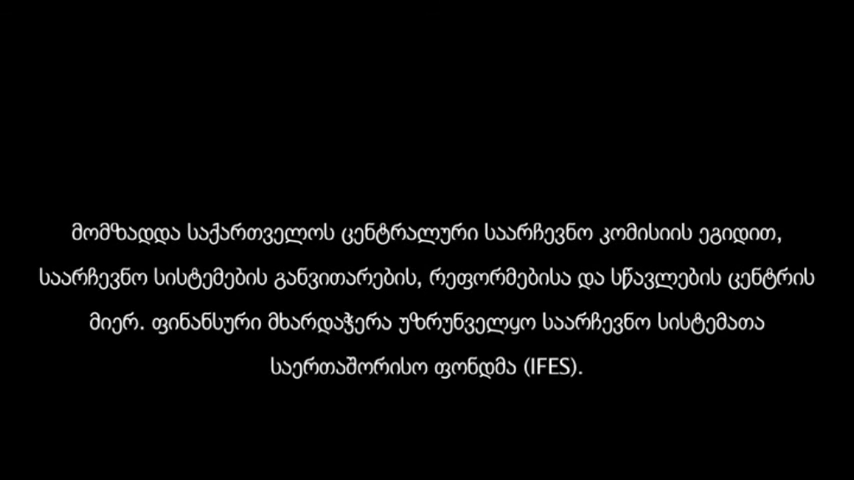 მომზადდა საქართველოს ცენტრალური საარჩევნო კომისიის ეგიდით,
საარჩევნო სისტემების განვითარების, რეფორმებისა და სწავლების ცენტრის
მიერ. ფინანსური მხარდაჭერა უზრუნველყო საარჩევნო სისტემათა
საერთაშორისო ფონდმა (IFES).